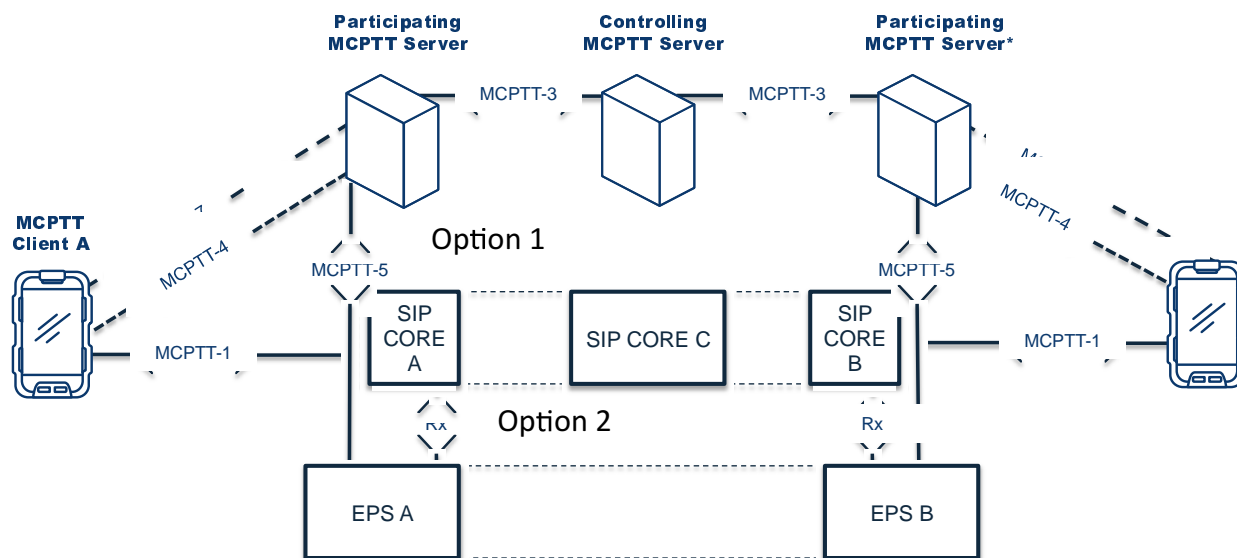 Participating
MCPTT Server
Controlling
MCPTT Server
Participating
MCPTT Server*
MCPTT-3
MCPTT-3
MCPTT
Client A
MCPTT-4
MCPTT-4
Option 1
MCPTT-5
MCPTT-5
SIP
CORE
A
SIP CORE C
SIP
CORE
B
MCPTT-1
MCPTT-1
Rx
Option 2
Rx
EPS A
EPS B